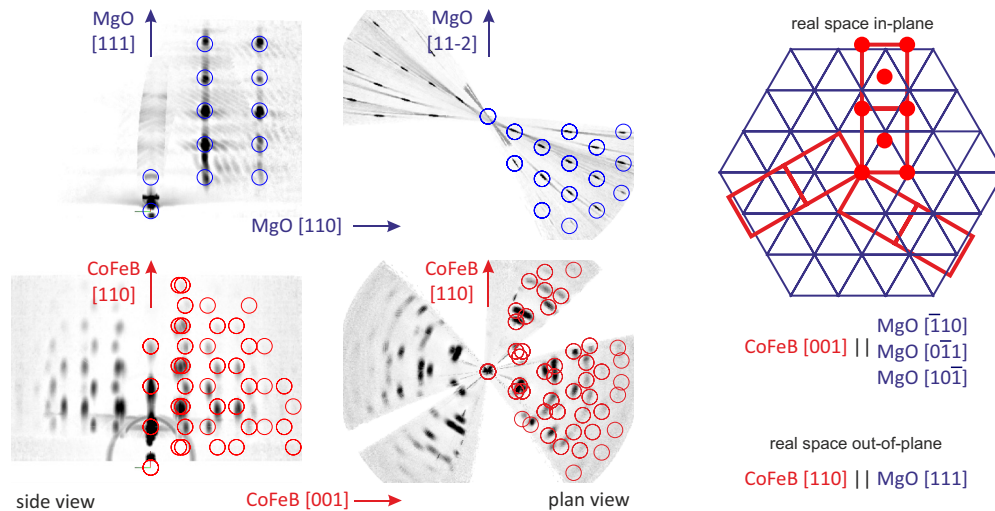 MgO
[111]
MgO
[11-2]
MgO [110]
CoFeB
[110]
CoFeB
[110]
side view
CoFeB [001]
plan view
real space in-plane
CoFeB [001] ||
MgO [1̅10]
MgO [01̅1]
MgO [101̅]
real space out-of-plane
CoFeB [110] || MgO [111]